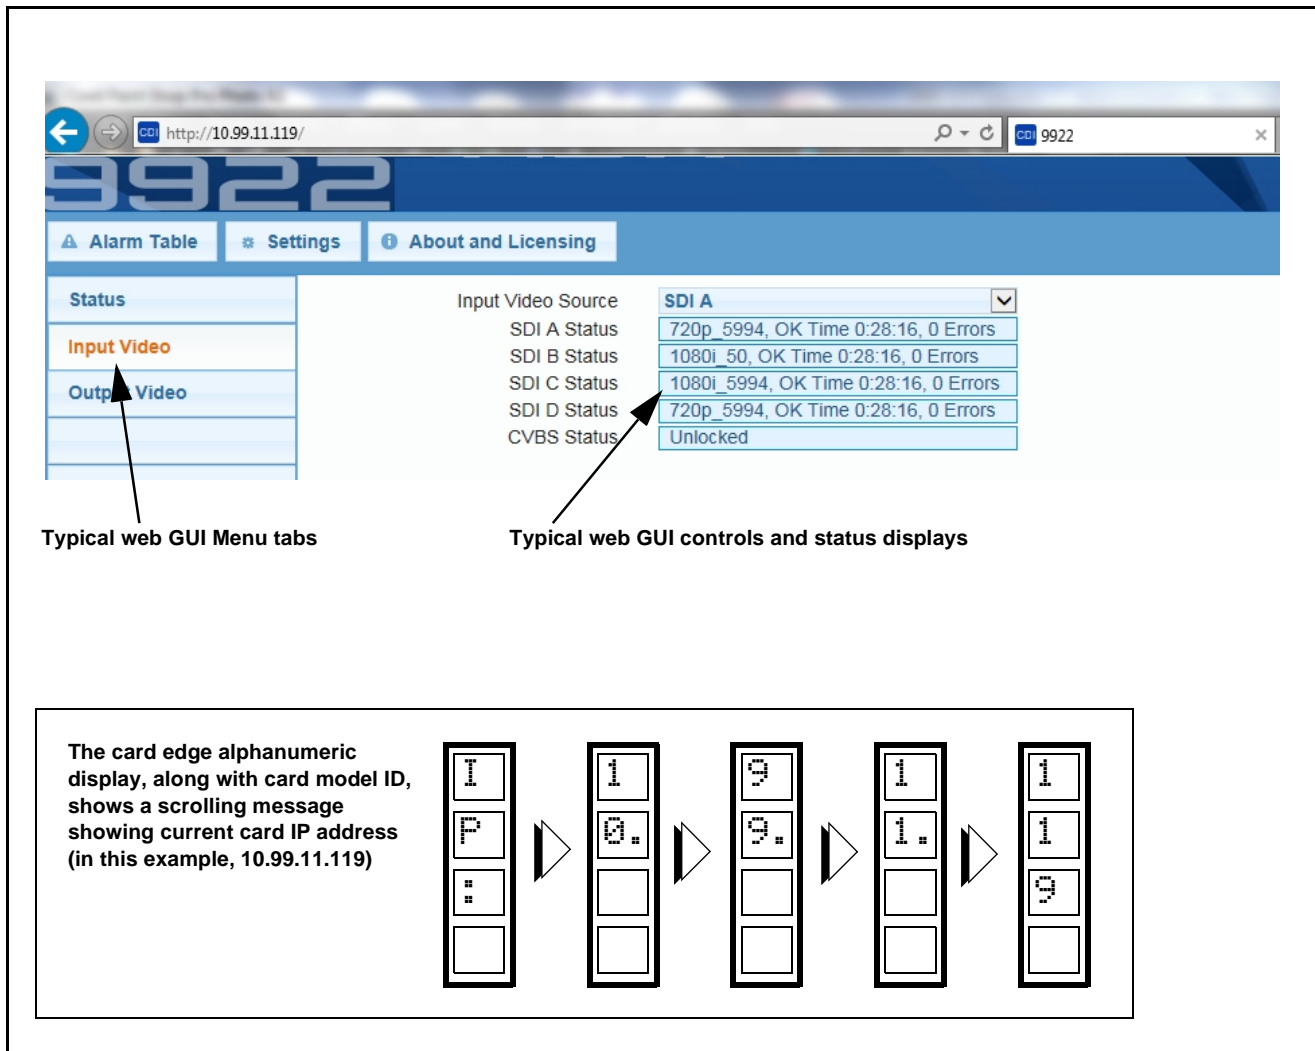 http://10.99.11.119/
CDI 9922
9922
Alarm Table Settings About and Licensing
Status
Input Video
Output Video
Input Video Source SDI A
SDI A Status 720p_5994, OK Time 0:28:16, 0 Errors
SDI B Status 1080i_50, OK Time 0:28:16, 0 Errors
SDI C Status 1080i_5994, OK Time 0:28:16, 0 Errors
SDI D Status 720p_5994, OK Time 0:28:16, 0 Errors
CVBS Status Unlocked
Typical web GUI Menu tabs
Typical web GUI controls and status displays
The card edge alphanumeric
display, along with card model ID,
shows a scrolling message
showing current card IP address
(in this example, 10.99.11.119)
I
P
:
1
0.
9
9.
1
1.
1
1
9